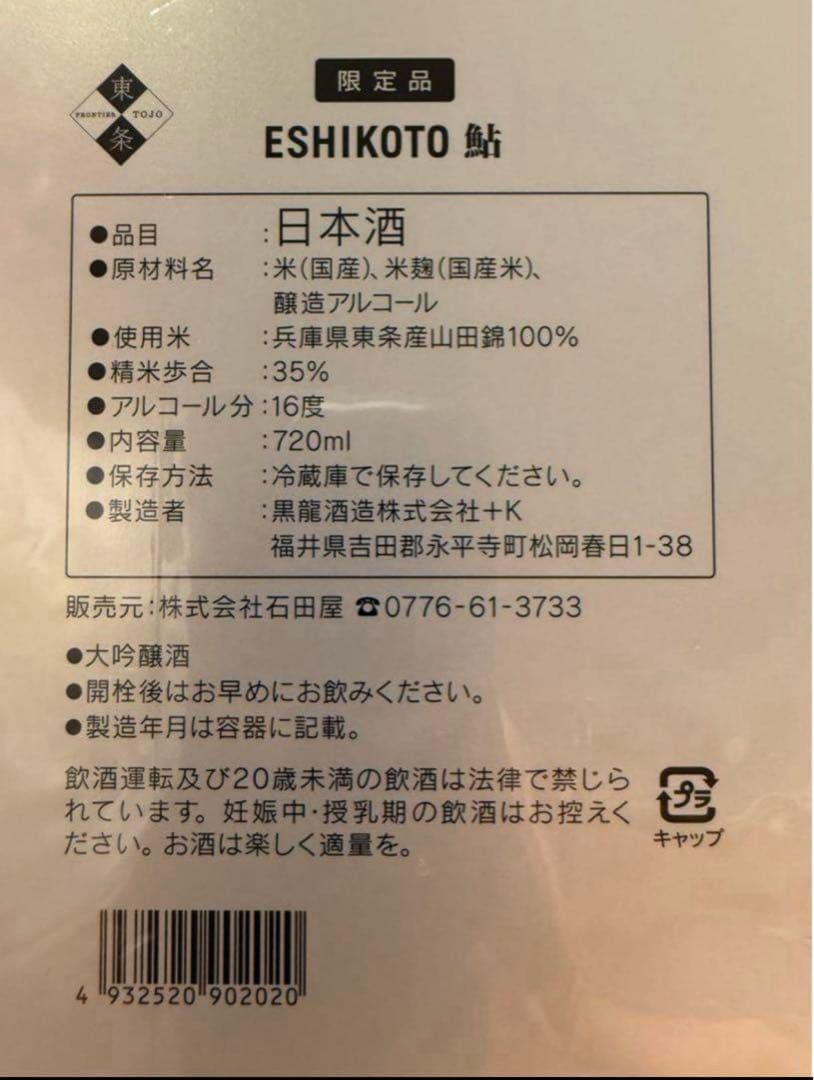 東
FRONTIER TOJO
条
限定品
ESHIKOTO 鮎
●品目 :日本酒
●原材料名 :米(国産)、米麹(国産米)、
醸造アルコール
●使用米 :兵庫県東条産山田錦100%
●精米歩合 :35%
●アルコール分:16度
●内容量 :720ml
●保存方法 :冷蔵庫で保存してください。
●製造者 :黒龍酒造株式会社+K
福井県吉田郡永平寺町松岡春日1-38
販売元:株式会社石田屋 ☎0776-61-3733
●大吟醸酒
●開栓後はお早めにお飲みください。
●製造年月は容器に記載。
飲酒運転及び20歳未満の飲酒は法律で禁じら
れています。妊娠中・授乳期の飲酒はお控えく
ださい。お酒は楽しく適量を。
プラ
キャップ
4 932520 902020